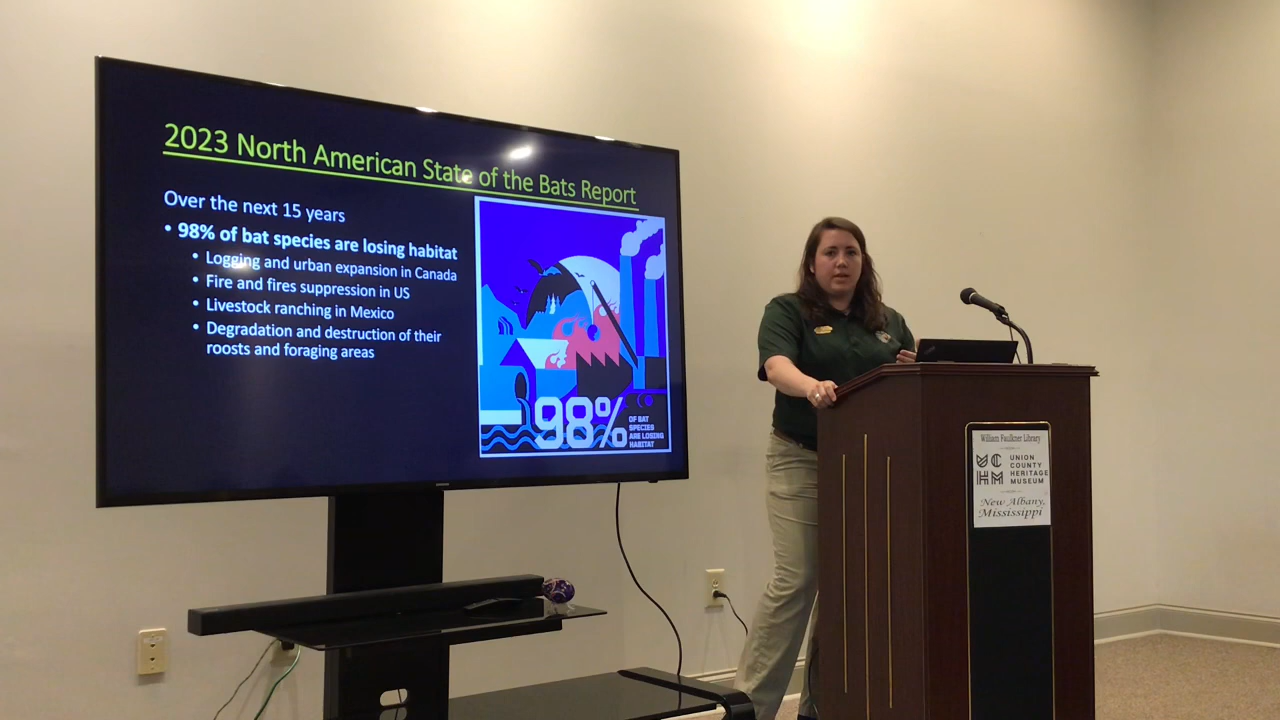 2023 North American State of the Bats Report
Over the next 15 years
• 98% of bat species are losing habitat
• Logging and urban expansion in Canada
• Fire and fires suppression in US
• Livestock ranching in Mexico
• Degradation and destruction of their
roosts and foraging areas
98%
OF BAT
SPECIES
ARE LOSING
HABITAT
William Faulkner Library
UCHM
UNION
COUNTY
HERITAGE
MUSEUM
New Albany,
Mississippi